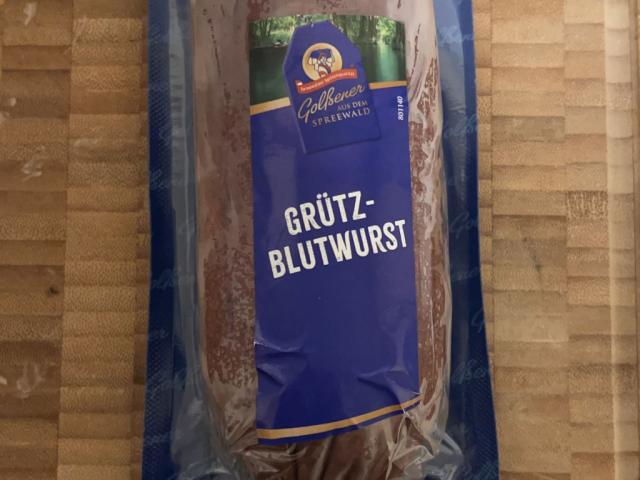 Golßener
AUS DEM
SPREEWALD
801140
GRÜTZ-
BLUTWURST